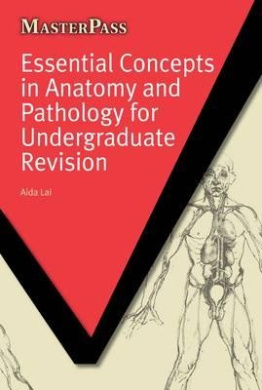 MASTERPASS
Essential Concepts
in Anatomy and
Pathology for
Undergraduate
Revision
Aida Lai